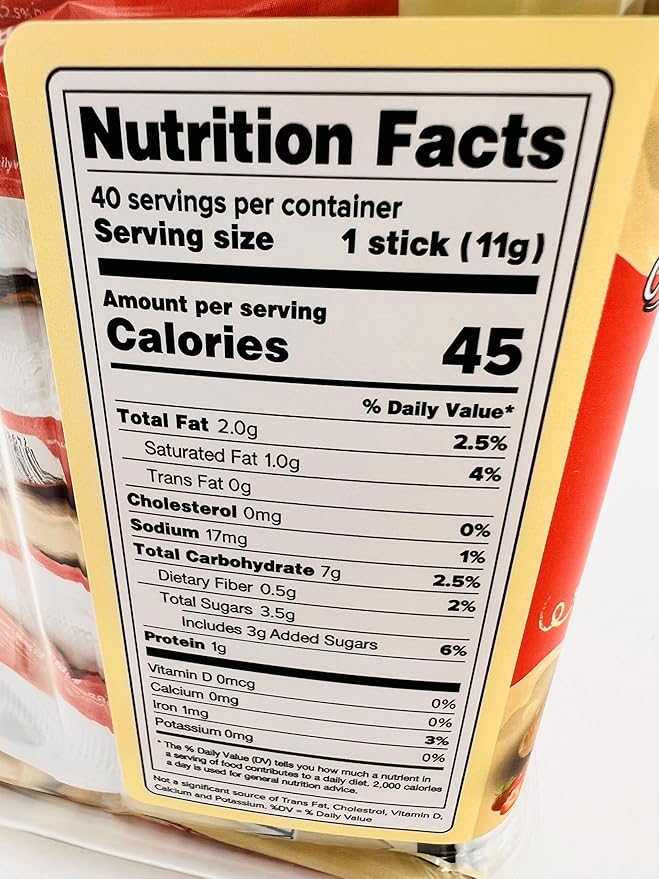 Nutrition Facts
40 servings per container
Serving size 1 stick (11g)
Amount per serving
Calories 45
% Daily Value*
Total Fat 2.0g 2.5%
Saturated Fat 1.0g 4%
Trans Fat 0g
Cholesterol 0mg 0%
Sodium 17mg 1%
Total Carbohydrate 7g 2.5%
Dietary Fiber 0.5g 2%
Total Sugars 3.5g
Includes 3g Added Sugars 6%
Protein 1g
Vitamin D 0mcg 0%
Calcium 0mg 0%
Iron 1mg 3%
Potassium 0mg 0%
* The % Daily Value (DV) tells you how much a nutrient in
a serving of food contributes to a daily diet. 2,000 calories
a day is used for general nutrition advice.
Not a significant source of Trans Fat, Cholestrol, Vitamin D,
Calcium and Potassium. %DV = % Daily Value